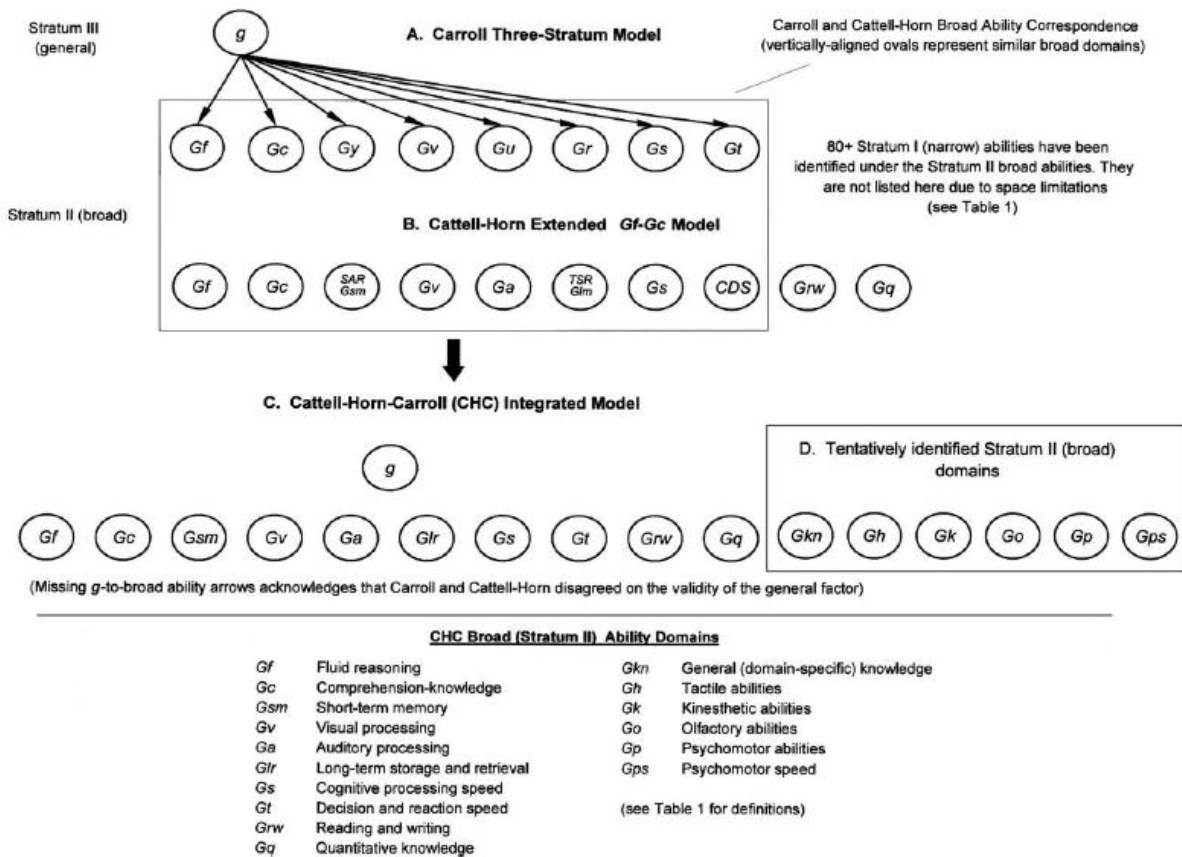 Stratum III
(general)
g
A. Carroll Three-Stratum Model
Carroll and Cattell-Horn Broad Ability Correspondence
(vertically-aligned ovals represent similar broad domains)
Gf Gc Gy Gv Gu Gr Gs Gt
80+ Stratum I (narrow) abilities have been
identified under the Stratum II broad abilities. They
are not listed here due to space limitations
(see Table 1)
Stratum II (broad)
B. Cattell-Horn Extended Gf-Gc Model
Gf Gc SAR Gsm Gv Ga TSR Glm Gs CDS Grw Gq
C. Cattell-Horn-Carroll (CHC) Integrated Model
g
D. Tentatively identified Stratum II (broad)
domains
Gf Gc Gsm Gv Ga Glr Gs Gt Grw Gq Gkn Gh Gk Go Gp Gps
(Missing g-to-broad ability arrows acknowledges that Carroll and Cattell-Horn disagreed on the validity of the general factor)
CHC Broad (Stratum II) Ability Domains
Gf Fluid reasoning
Gc Comprehension-knowledge
Gsm Short-term memory
Gv Visual processing
Ga Auditory processing
Glr Long-term storage and retrieval
Gs Cognitive processing speed
Gt Decision and reaction speed
Grw Reading and writing
Gq Quantitative knowledge
Gkn General (domain-specific) knowledge
Gh Tactile abilities
Gk Kinesthetic abilities
Go Olfactory abilities
Gp Psychomotor abilities
Gps Psychomotor speed
(see Table 1 for definitions)